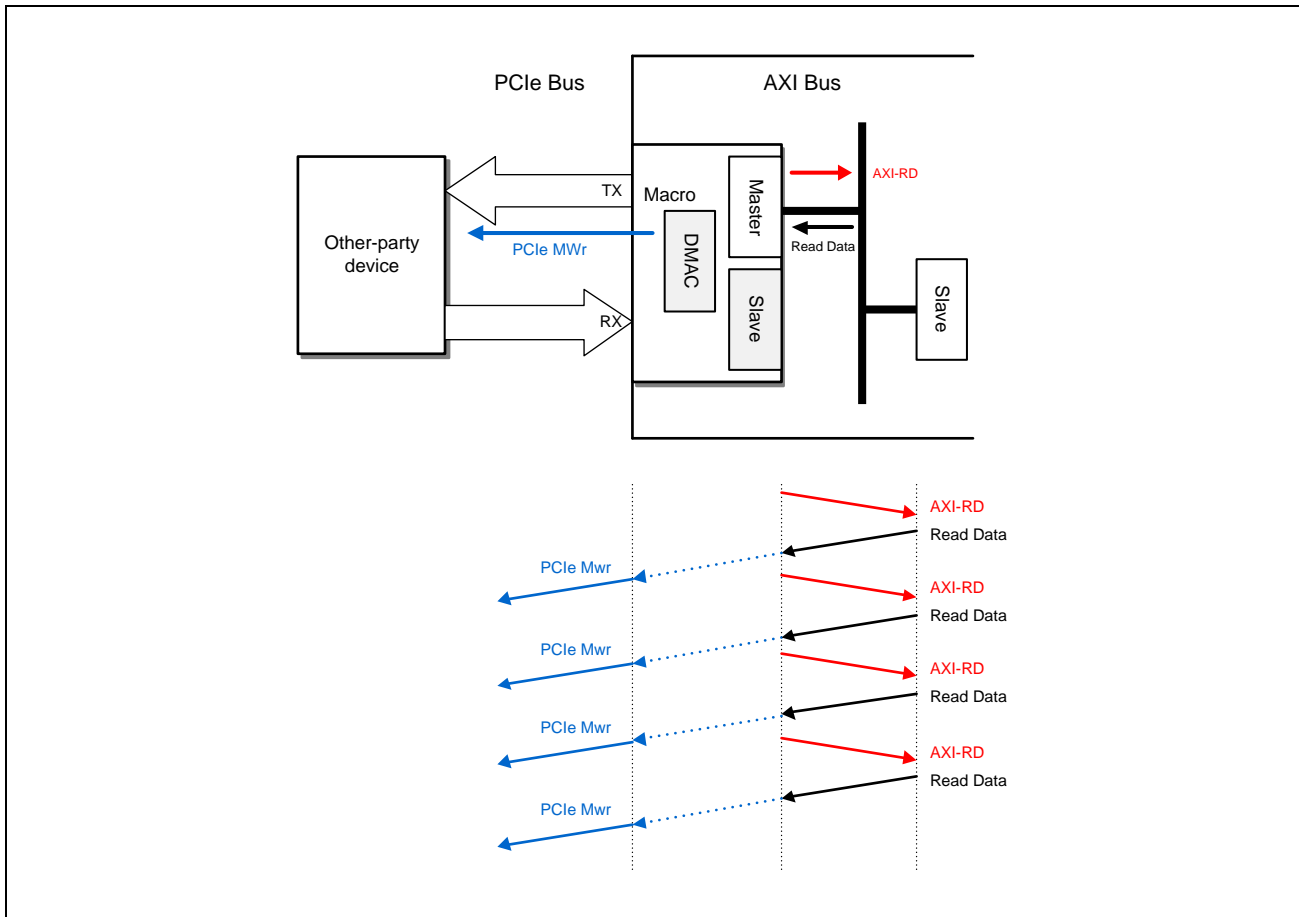 PCIe Bus
AXI Bus
Other-party
device
TX
Macro
PCIe MWr
RX
DMAC
Master
Slave
AXI-RD
Read Data
Slave
AXI-RD
Read Data
PCIe Mwr
AXI-RD
Read Data
PCIe Mwr
AXI-RD
Read Data
PCIe Mwr
AXI-RD
Read Data
PCIe Mwr